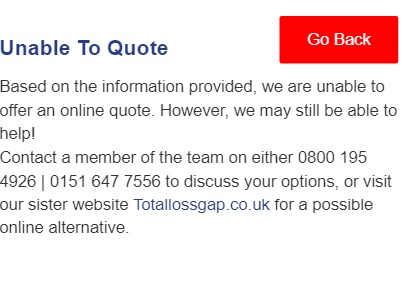 Go Back
Unable To Quote
Based on the information provided, we are unable to
offer an online quote. However, we may still be able to
help!
Contact a member of the team on either 0800 195
4926 | 0151 647 7556 to discuss your options, or visit
our sister website Totallossgap.co.uk for a possible
online alternative.